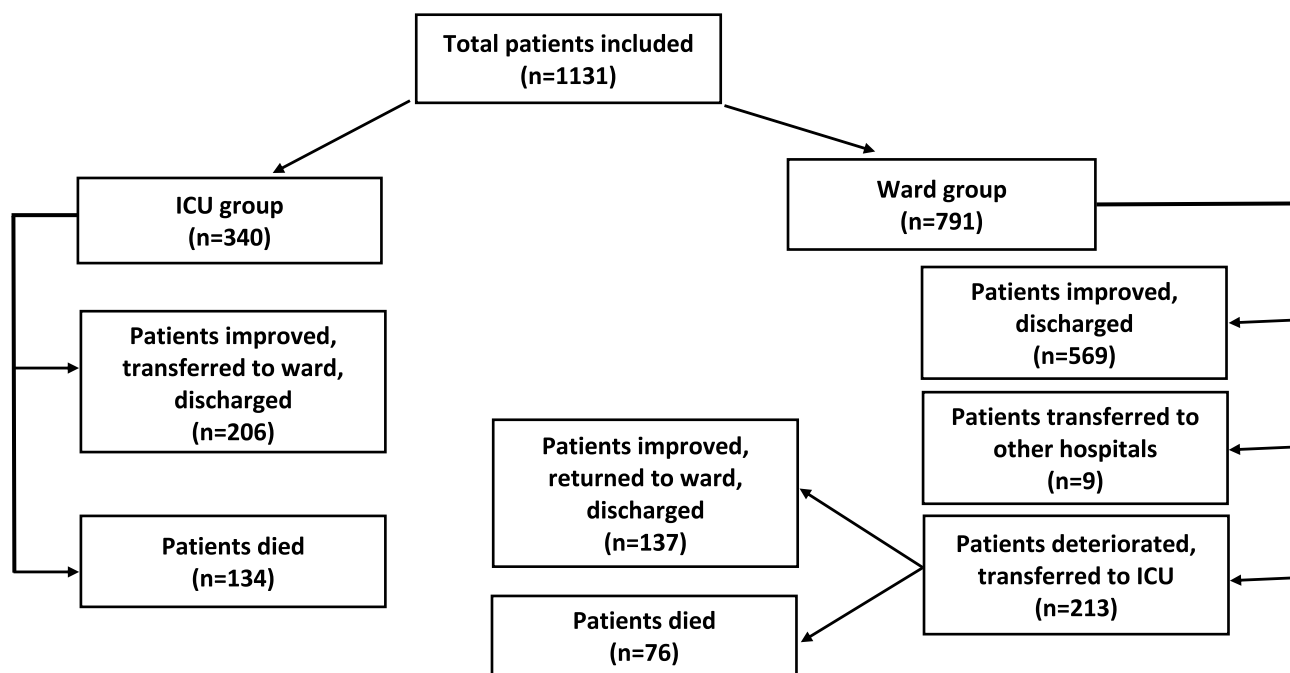 Total patients included
(n=1131)
ICU group
(n=340)
Ward group
(n=791)
Patients improved,
transferred to ward,
discharged
(n=206)
Patients died
(n=134)
Patients improved,
discharged
(n=569)
Patients transferred to
other hospitals
(n=9)
Patients deteriorated,
transferred to ICU
(n=213)
Patients improved,
returned to ward,
discharged
(n=137)
Patients died
(n=76)